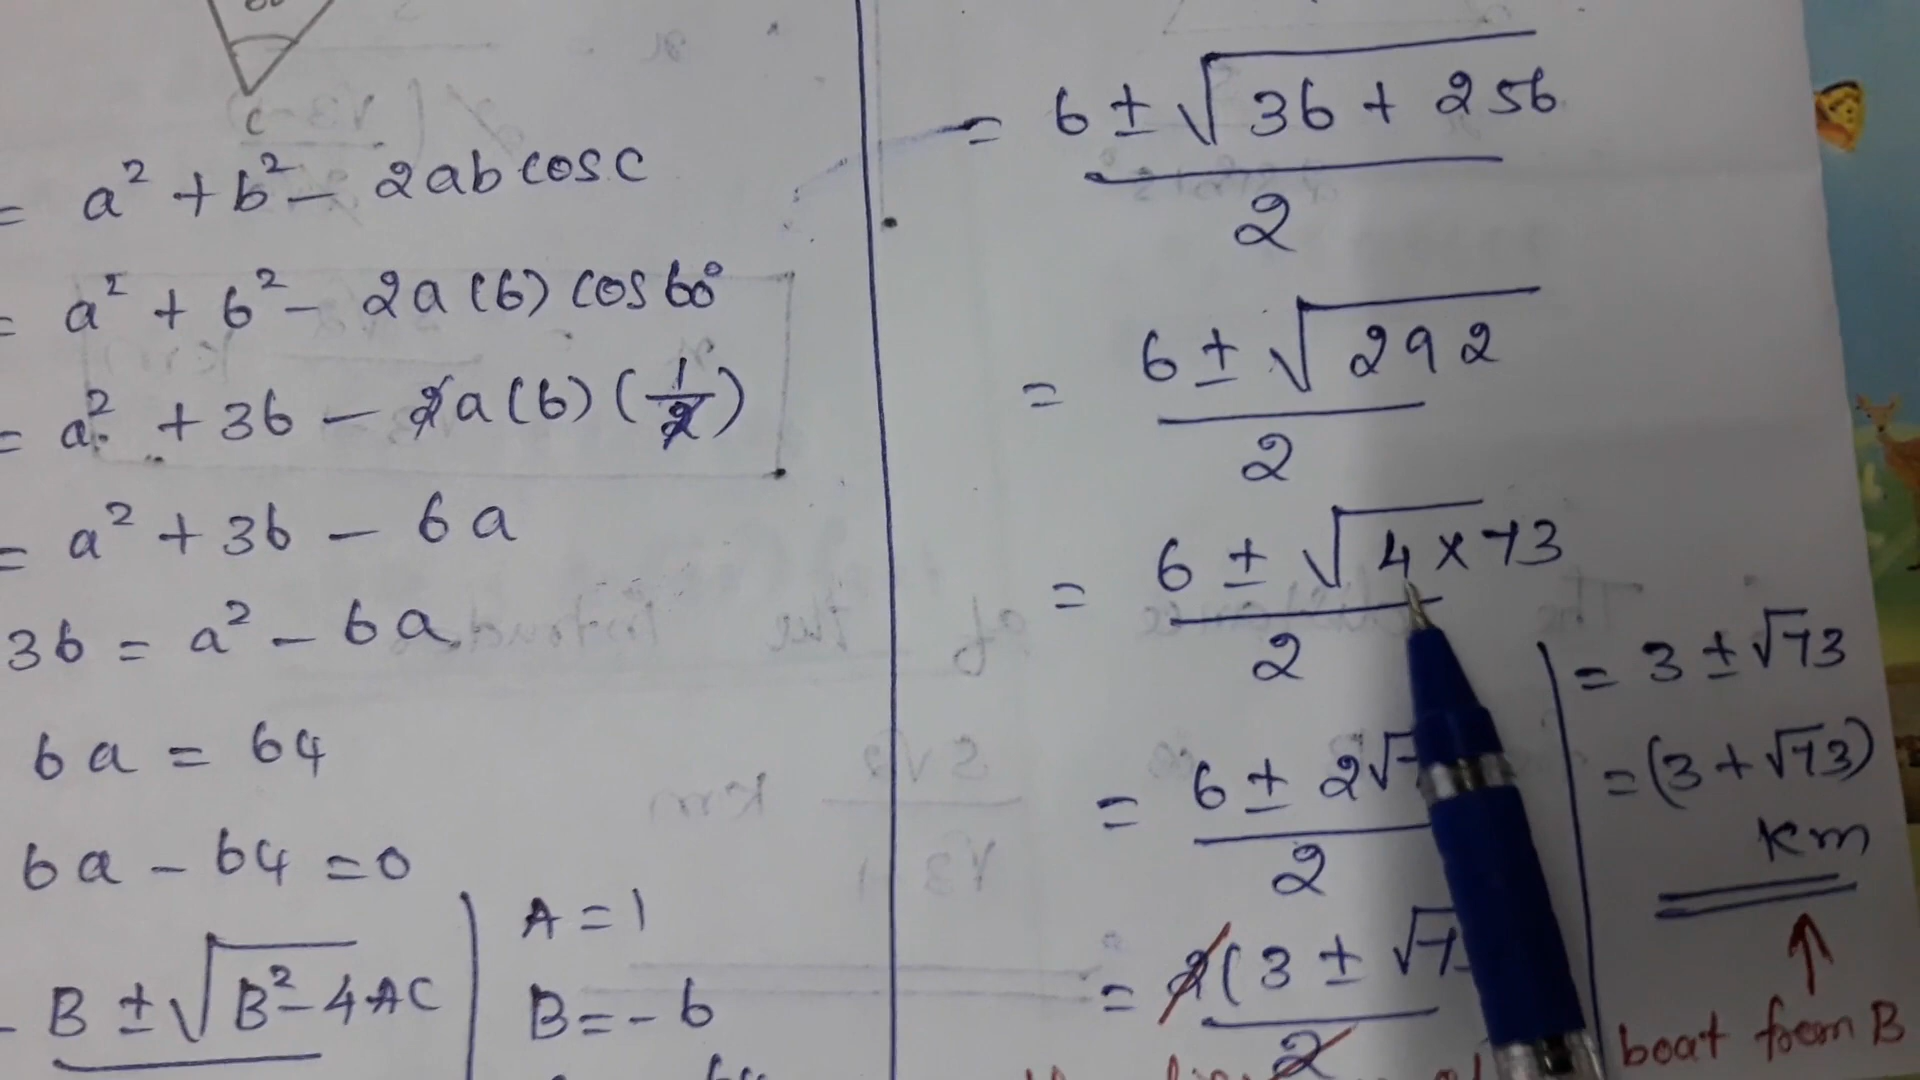 C
= a² + b² - 2ab cos C
= a² + 6² - 2a (6) cos 60°
= a² + 36 - 2a (6) (1/2)
= a² + 36 - 6a
36 = a² - 6a
6a = 64
6a - 64 = 0
- B ± √B² - 4AC
A = 1
B = - 6
= 6 ± √36 + 256 / 2
= 6 ± √292 / 2
= 6 ± √4 × 73 / 2
= 6 ± 2√7 / 2
= 2(3 ± √73 / 2
= 3 ± √73
= (3 + √73)
km
boat from B